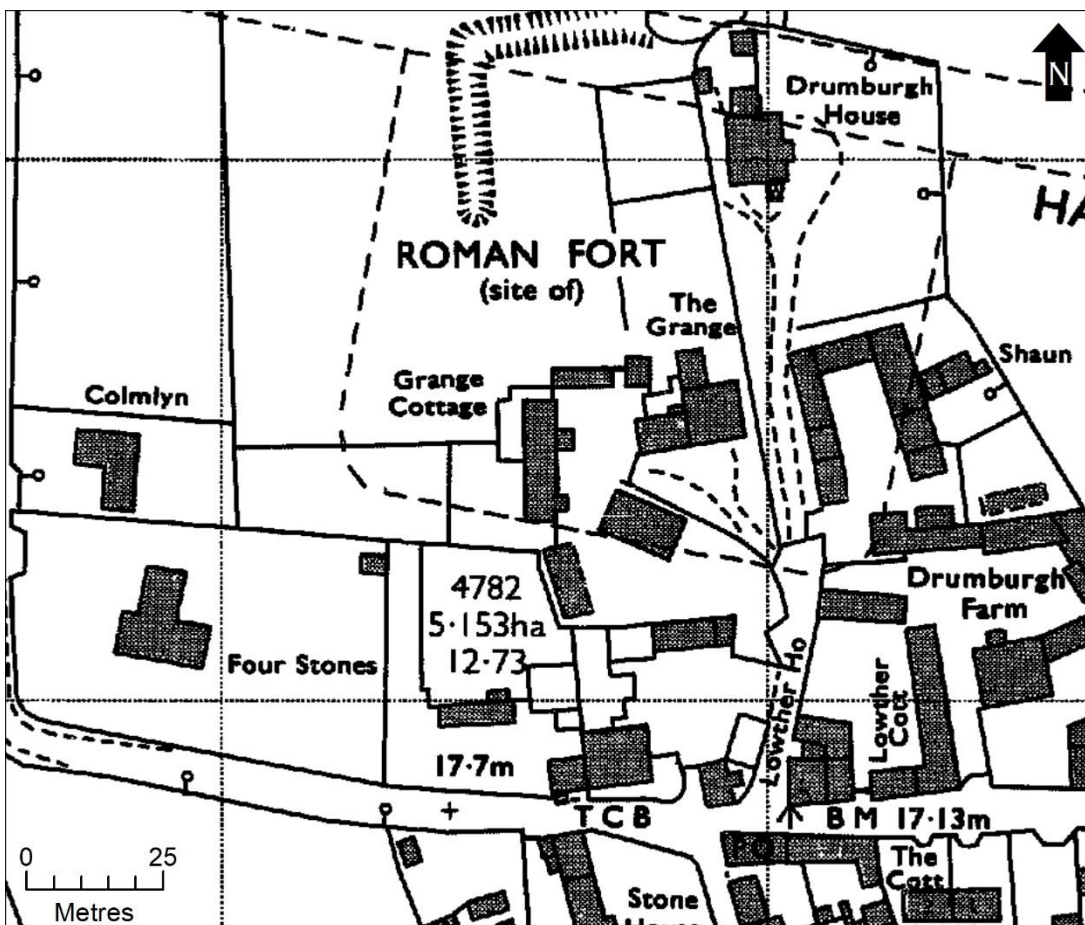 N
Drumburgh
House
HA
ROMAN FORT
(site of)
The
Grange
Shaun
Grange
Cottage
Colmlyn
4782
5·153ha
12·73
Drumburgh
Farm
Four Stones
Lowther Ho
Lowther
Cott
17·7m
T C B
B M 17·13m
P O
The
Cott
Stone
0 25
Metres